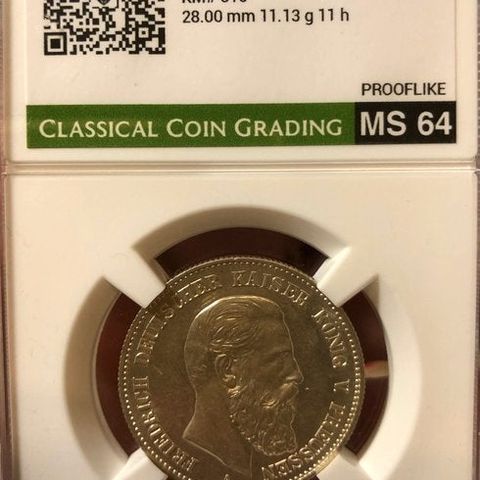 28.00 mm 11.13 g 11 h
PROOFLIKE
CLASSICAL COIN GRADING MS 64
FRIEDRICH DEUTSCHER KAISER KÖNIG V. PREUSSEN
A